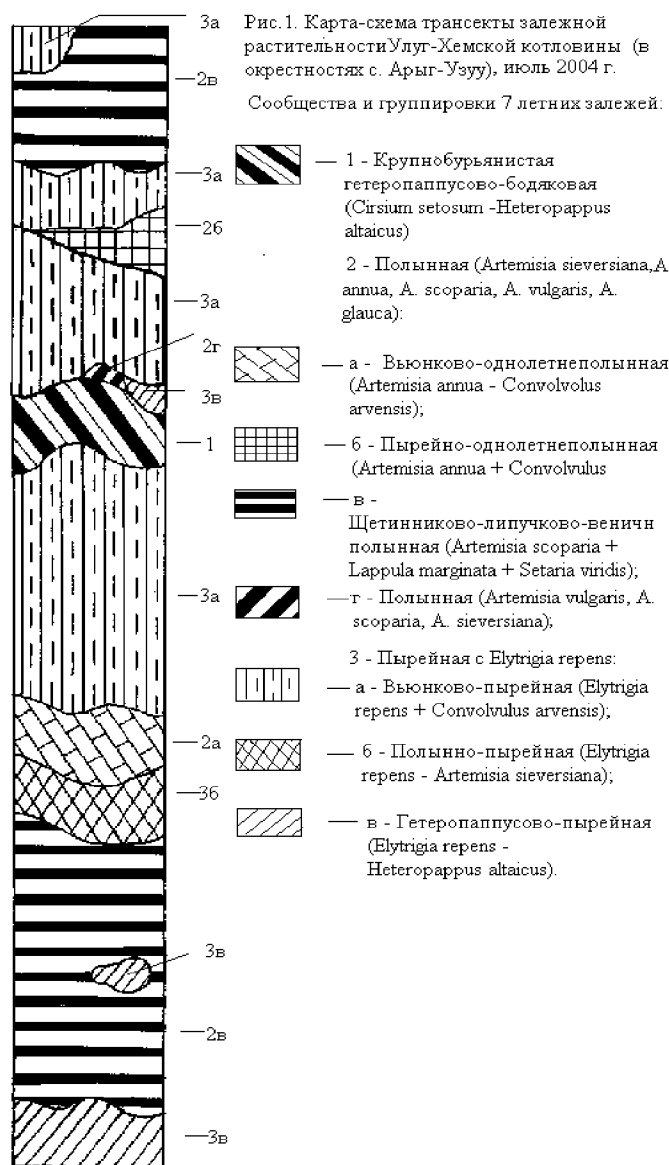 Рис.1. Карта-схема трансекты залежной
растительностиУлуг-Хемской котловины (в
окрестностях с. Арыг-Узуу), июль 2004 г.
Сообщества и группировки 7 летних залежей:
1 - Крупнобурьянистая
гетеропаппусово-бодяковая
(Cirsium setosum -Heteropappus
altaicus)
2 - Полынная (Artemisia sieversiana,A.
annua, A. scoparia, A. vulgaris, A.
glauca):
а - Вьюнково-однолетнеполынная
(Artemisia annua - Convolvolus
arvensis);
б - Пырейно-однолетнеполынная
(Artemisia annua + Convolvulus
в -
Щетинниково-липучково-веничн
полынная (Artemisia scoparia +
Lappula marginata + Setaria viridis);
т - Полынная (Artemisia vulgaris, A.
scoparia, A. sieversiana);
3 - Пырейная с Elytrigia repens:
а - Вьюнково-пырейная (Elytrigia
repens + Convolvulus arvensis);
б - Полынно-пырейная (Elytrigia
repens - Artemisia sieversiana);
в - Гетеропаппусово-пырейная
(Elytrigia repens -
Heteropappus altaicus).
3а
2в
3а
2б
3а
2г
3в
1
3а
2а
3б
3в
2в
3в